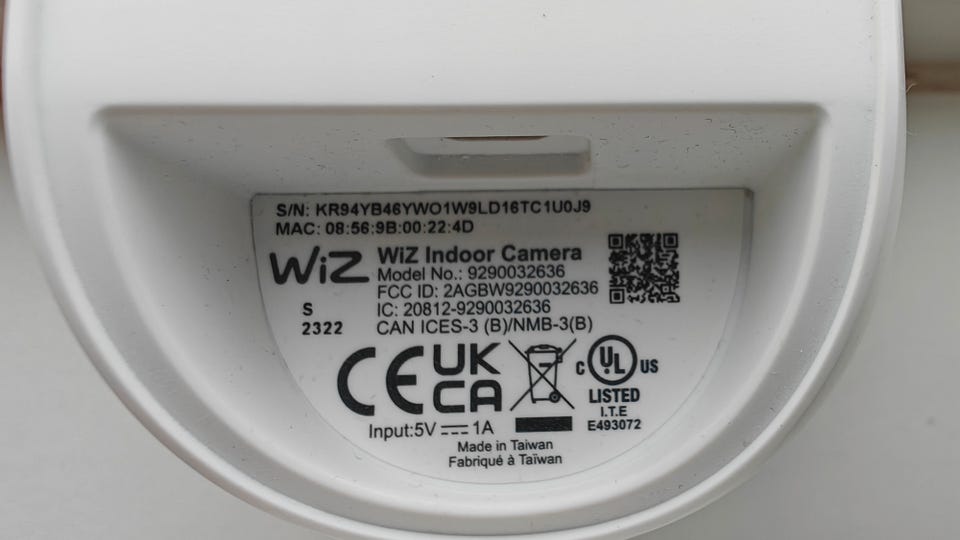 S/N: KR94YB46YWO1W9LD16TC1U0J9
MAC: 08:56:9B:00:22:4D
WiZ
WiZ Indoor Camera
Model No.: 9290032636
FCC ID: 2AGBW9290032636
IC: 20812-9290032636
CAN ICES-3 (B)/NMB-3(B)
S
2322
CE
UK
CA
C UL US
LISTED
I.T.E
E493072
Input:5V ⎓ 1A
Made in Taiwan
Fabriqué à Taïwan